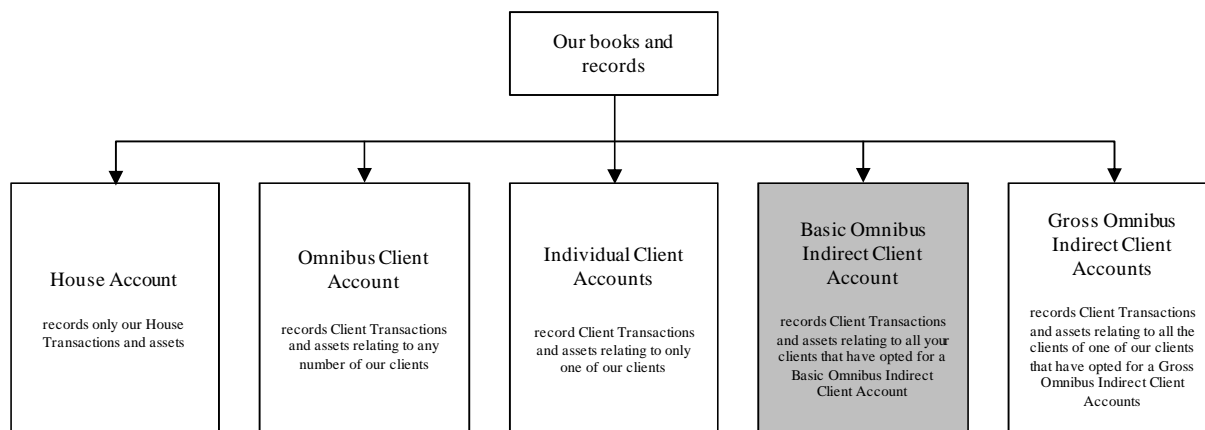 Our books and
records
House Account
records only our House
Transactions and assets
Omnibus Client
Account
records Client Transactions
and assets relating to any
number of our clients
Individual Client
Accounts
record Client Transactions
and assets relating to only
one of our clients
Basic Omnibus
Indirect Client
Account
records Client Transactions
and assets relating to all your
clients that have opted for a
Basic Omnibus Indirect
Client Account
Gross Omnibus
Indirect Client
Accounts
records Client Transactions
and assets relating to all the
clients of one of our clients
that have opted for a Gross
Omnibus Indirect Client
Accounts